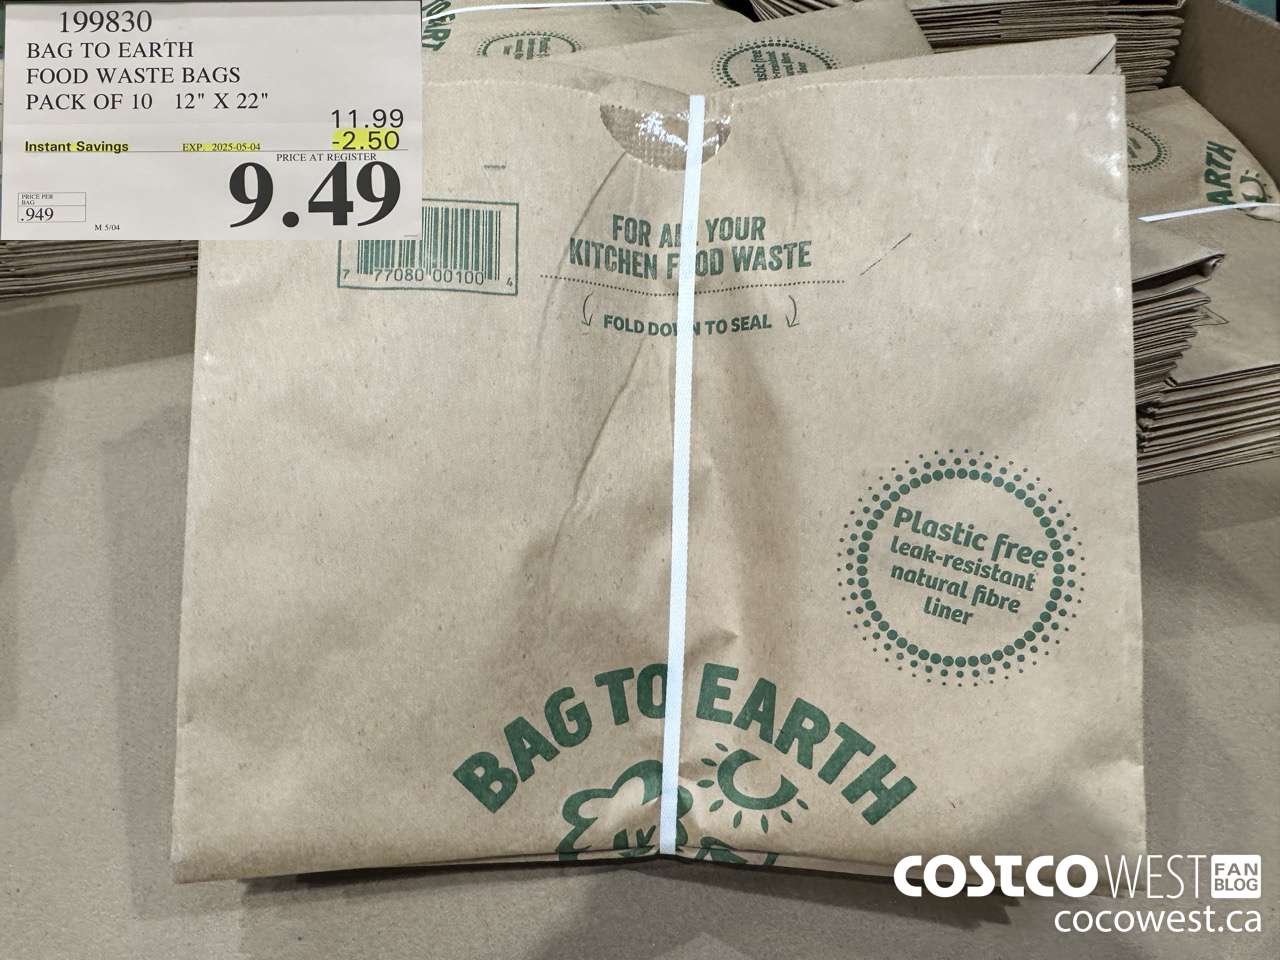 199830
BAG TO EARTH
FOOD WASTE BAGS
PACK OF 10 12" X 22"
11.99
Instant Savings EXP. 2025-05-04 -2.50
PRICE AT REGISTER
9.49
PRICE PER
BAG
.949
M 5/04
7 77080 00100 4
FOR ALL YOUR
KITCHEN FOOD WASTE
FOLD DOWN TO SEAL
Plastic free
leak-resistant
natural fibre
liner
BAG TO EARTH
EARTH
COSTCO WEST FAN BLOG
cocowest.ca